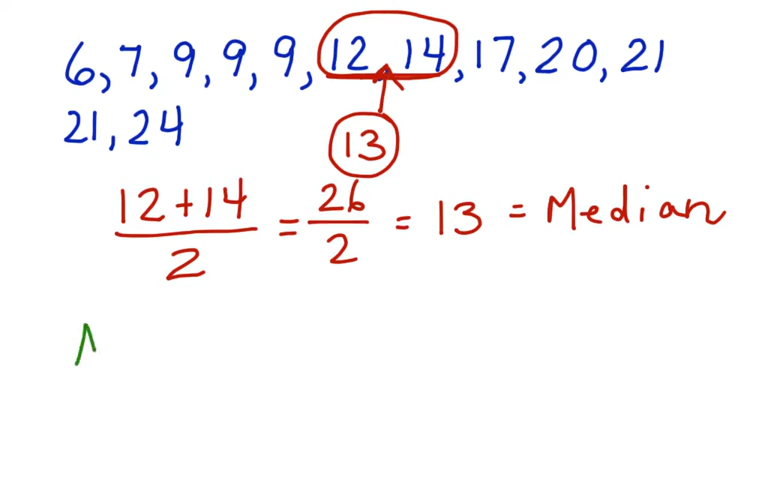 6, 7, 9, 9, 9, 12 14, 17, 20, 21
21, 24
13
12+14/2 = 26/2 = 13 = Median